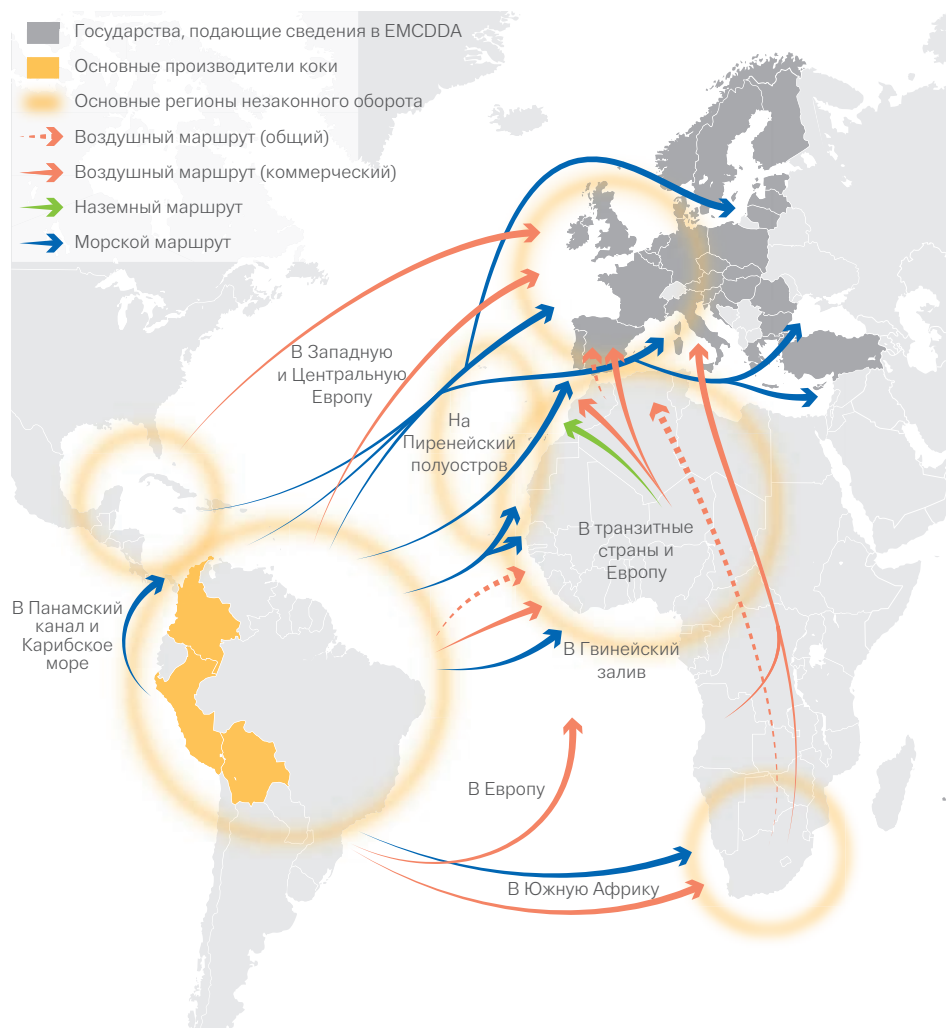 Государства, подающие сведения в EMCDDA
Основные производители коки
Основные регионы незаконного оборота
Воздушный маршрут (общий)
Воздушный маршрут (коммерческий)
Наземный маршрут
Морской маршрут
В Западную
и Центральную
Европу
На
Пиренейский
полуостров
В транзитные
страны и
Европу
В Панамский
канал и
Карибское
море
В Гвинейский
залив
В Европу
В Южную Африку